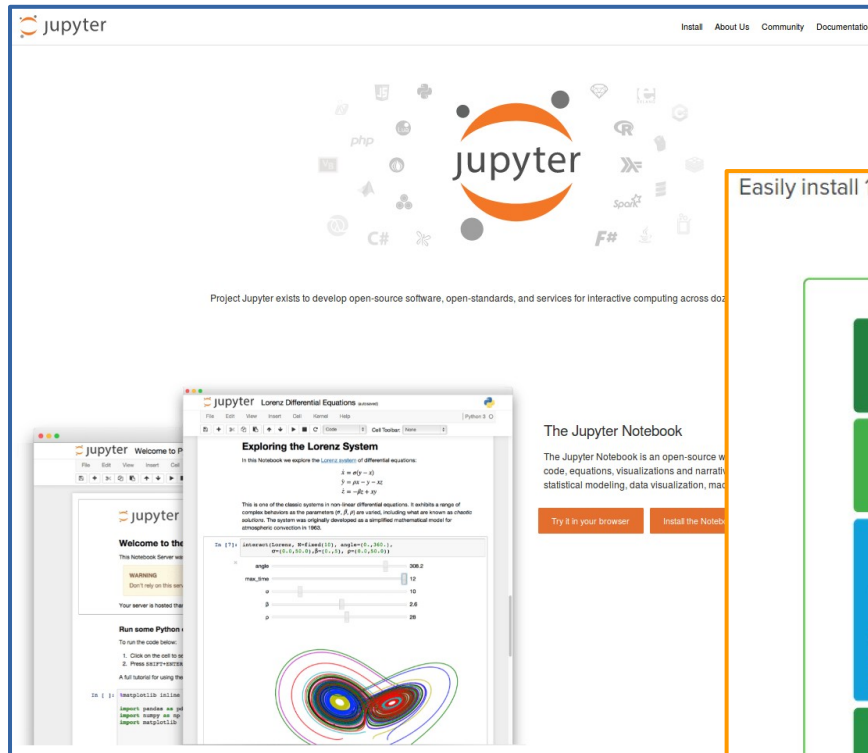 jupyter
Install About Us Community Documentatio
JS
php
jupyter
R
Spark
C# F#
Easily install
Project Jupyter exists to develop open-source software, open-standards, and services for interactive computing across doz
jupyter Lorenz Differential Equations
File Edit View Insert Cell Kernel Help Python 3
Code Cell Toolbar: None
Exploring the Lorenz System
In this Notebook we explore the Lorenz system of differential equations:
ẋ = σ(y − x)
ẏ = ρx − y − xz
ż = −βz + xy
This is one of the classic systems in non-linear differential equations. It exhibits a range of
complex behaviors as the parameters (σ, β, ρ) are varied, including what are known as chaotic
solutions. The system was originally developed as a simplified mathematical model for
atmospheric convection in 1963.
In [7]: interact(Lorenz, N=fixed(10), angle=(0.,360.),
σ=(0.0,50.0),β=(0.,5), ρ=(0.0,50.0))
angle 308.2
max_time 12
σ 10
β 2.6
ρ 28
jupyter Welcome to P
File Edit View Insert Cell
jupyter
Welcome to the
This Notebook Server was
WARNING
Don't rely on this serv
Your server is hosted than
Run some Python
To run the code below:
1. Click on the cell to se
2. Press SHIFT+ENTER
A full tutorial for using the
In [ ]: %matplotlib inline
import pandas as pd
import numpy as np
import matplotlib
The Jupyter Notebook
The Jupyter Notebook is an open-source w
code, equations, visualizations and narrativ
statistical modeling, data visualization, mac
Try it in your browser Install the Notebo